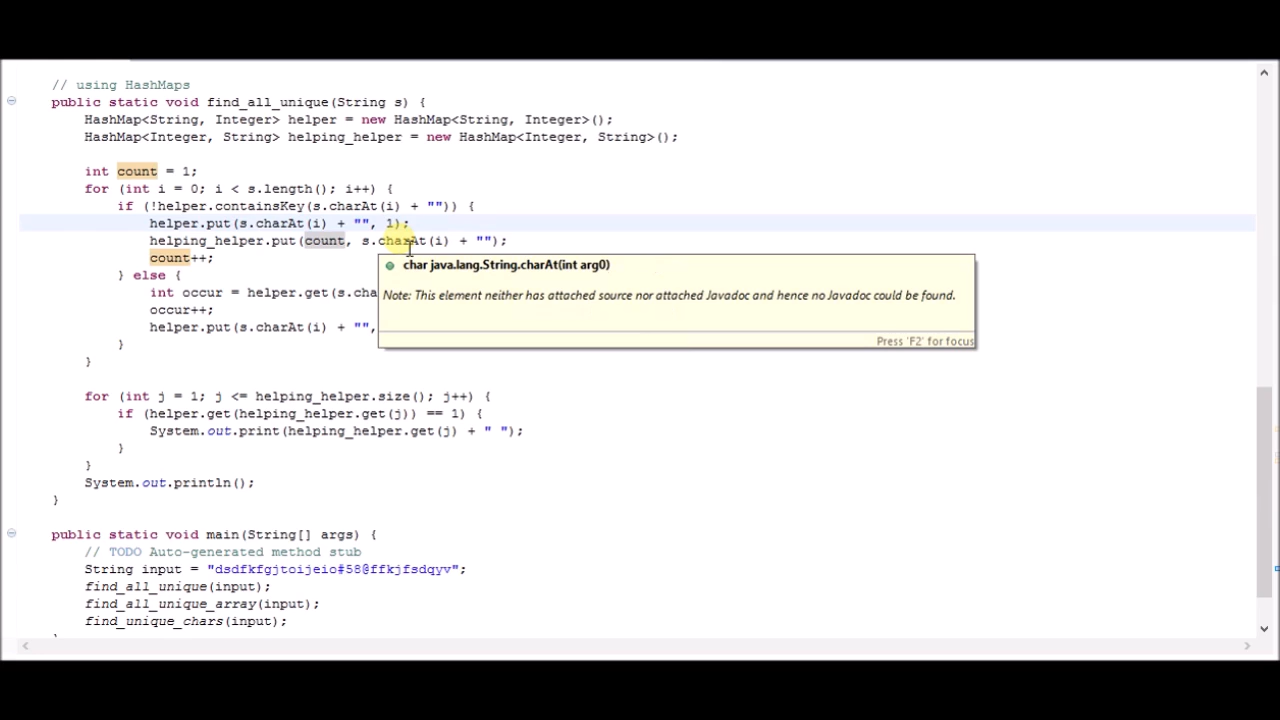 // using HashMaps
public static void find_all_unique(String s) {
HashMap<String, Integer> helper = new HashMap<String, Integer>();
HashMap<Integer, String> helping_helper = new HashMap<Integer, String>();
int count = 1;
for (int i = 0; i < s.length(); i++) {
if (!helper.containsKey(s.charAt(i) + "")) {
helper.put(s.charAt(i) + "", 1);
helping_helper.put(count, s.charAt(i) + "");
count++;
char java.lang.String.charAt(int arg0)
} else {
int occur = helper.get(s.cha
Note: This element neither has attached source nor attached Javadoc and hence no Javadoc could be found.
occur++;
helper.put(s.charAt(i) + "",
Press 'F2' for focus
}
}
for (int j = 1; j <= helping_helper.size(); j++) {
if (helper.get(helping_helper.get(j)) == 1) {
System.out.print(helping_helper.get(j) + " ");
}
}
System.out.println();
}
public static void main(String[] args) {
// TODO Auto-generated method stub
String input = "dsdfkfgjtoijeio#58@ffkjfsdqyv";
find_all_unique(input);
find_all_unique_array(input);
find_unique_chars(input);